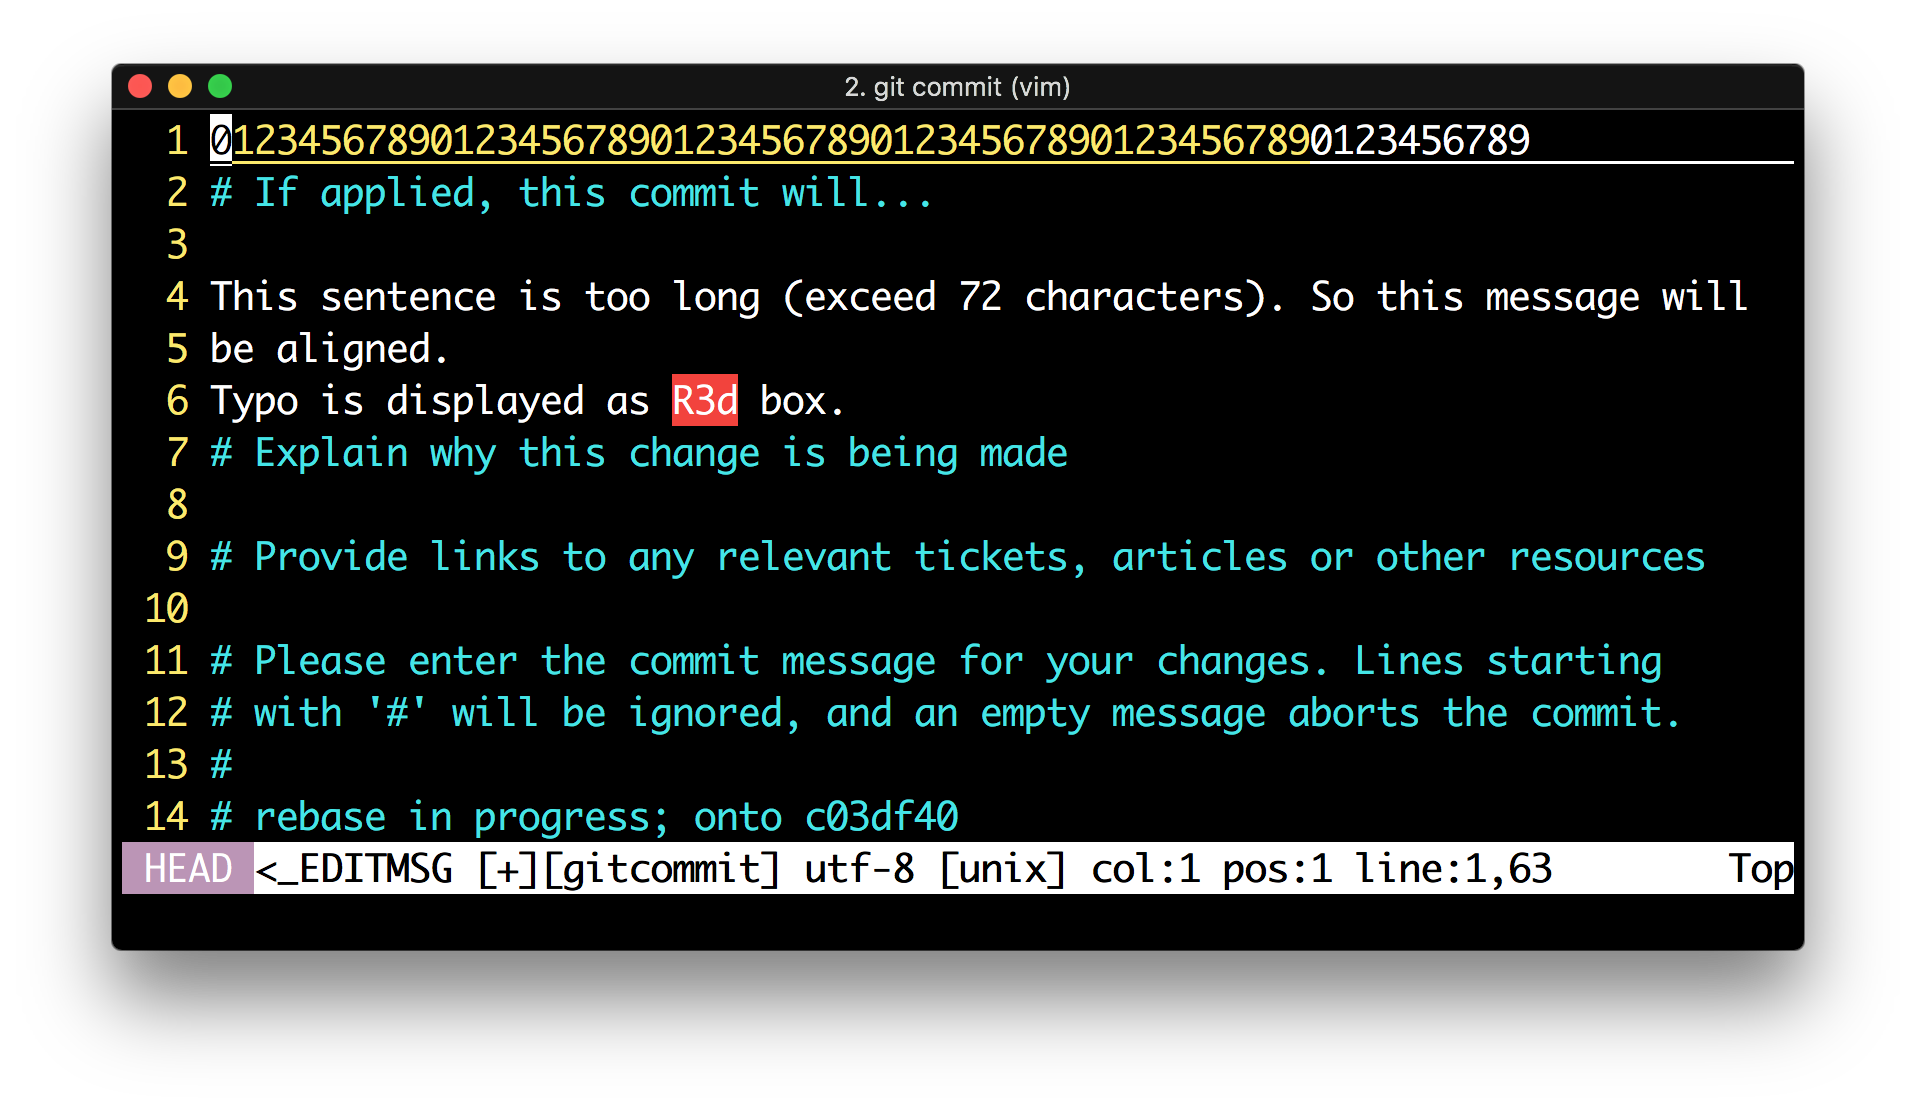 2. git commit (vim)
1 012345678901234567890123456789012345678901234567890123456789
2 # If applied, this commit will...
3
4 This sentence is too long (exceed 72 characters). So this message will
5 be aligned.
6 Typo is displayed as R3d box.
7 # Explain why this change is being made
8
9 # Provide links to any relevant tickets, articles or other resources
10
11 # Please enter the commit message for your changes. Lines starting
12 # with '#' will be ignored, and an empty message aborts the commit.
13 #
14 # rebase in progress; onto c03df40
HEAD <_EDITMSG [+][gitcommit] utf-8 [unix] col:1 pos:1 line:1,63 Top